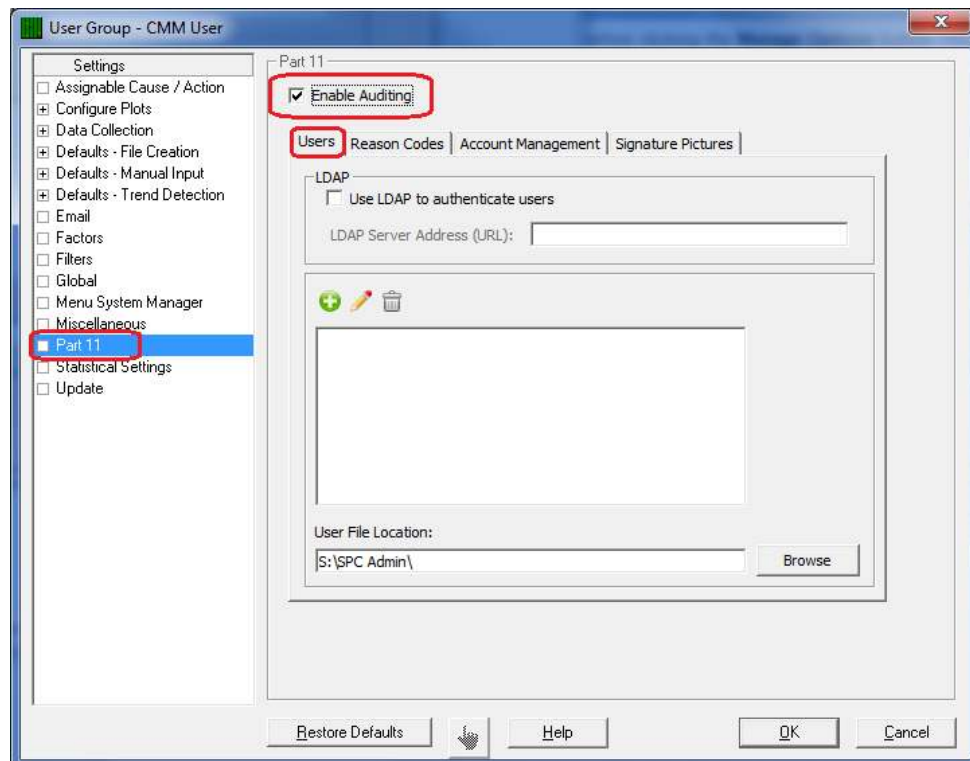 User Group - CMM User
Settings
Assignable Cause / Action
Configure Plots
Data Collection
Defaults - File Creation
Defaults - Manual Input
Defaults - Trend Detection
Email
Factors
Filters
Global
Menu System Manager
Miscellaneous
Part 11
Statistical Settings
Update
Part 11
Enable Auditing
Users
Reason Codes
Account Management
Signature Pictures
LDAP
Use LDAP to authenticate users
LDAP Server Address (URL):
User File Location:
S:\SPC Admin\
Browse
Restore Defaults
Help
OK
Cancel